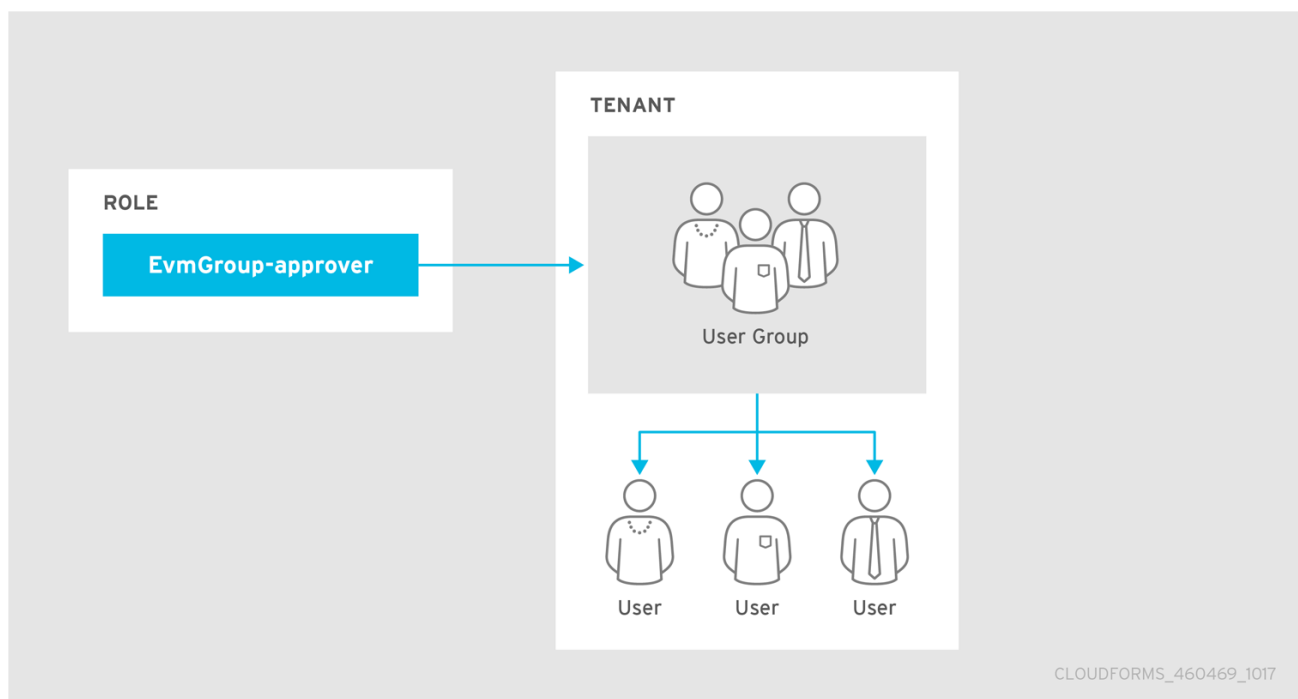 TENANT
ROLE
EvmGroup-approver
User Group
User
User
User
CLOUDFORMS_460469_1017